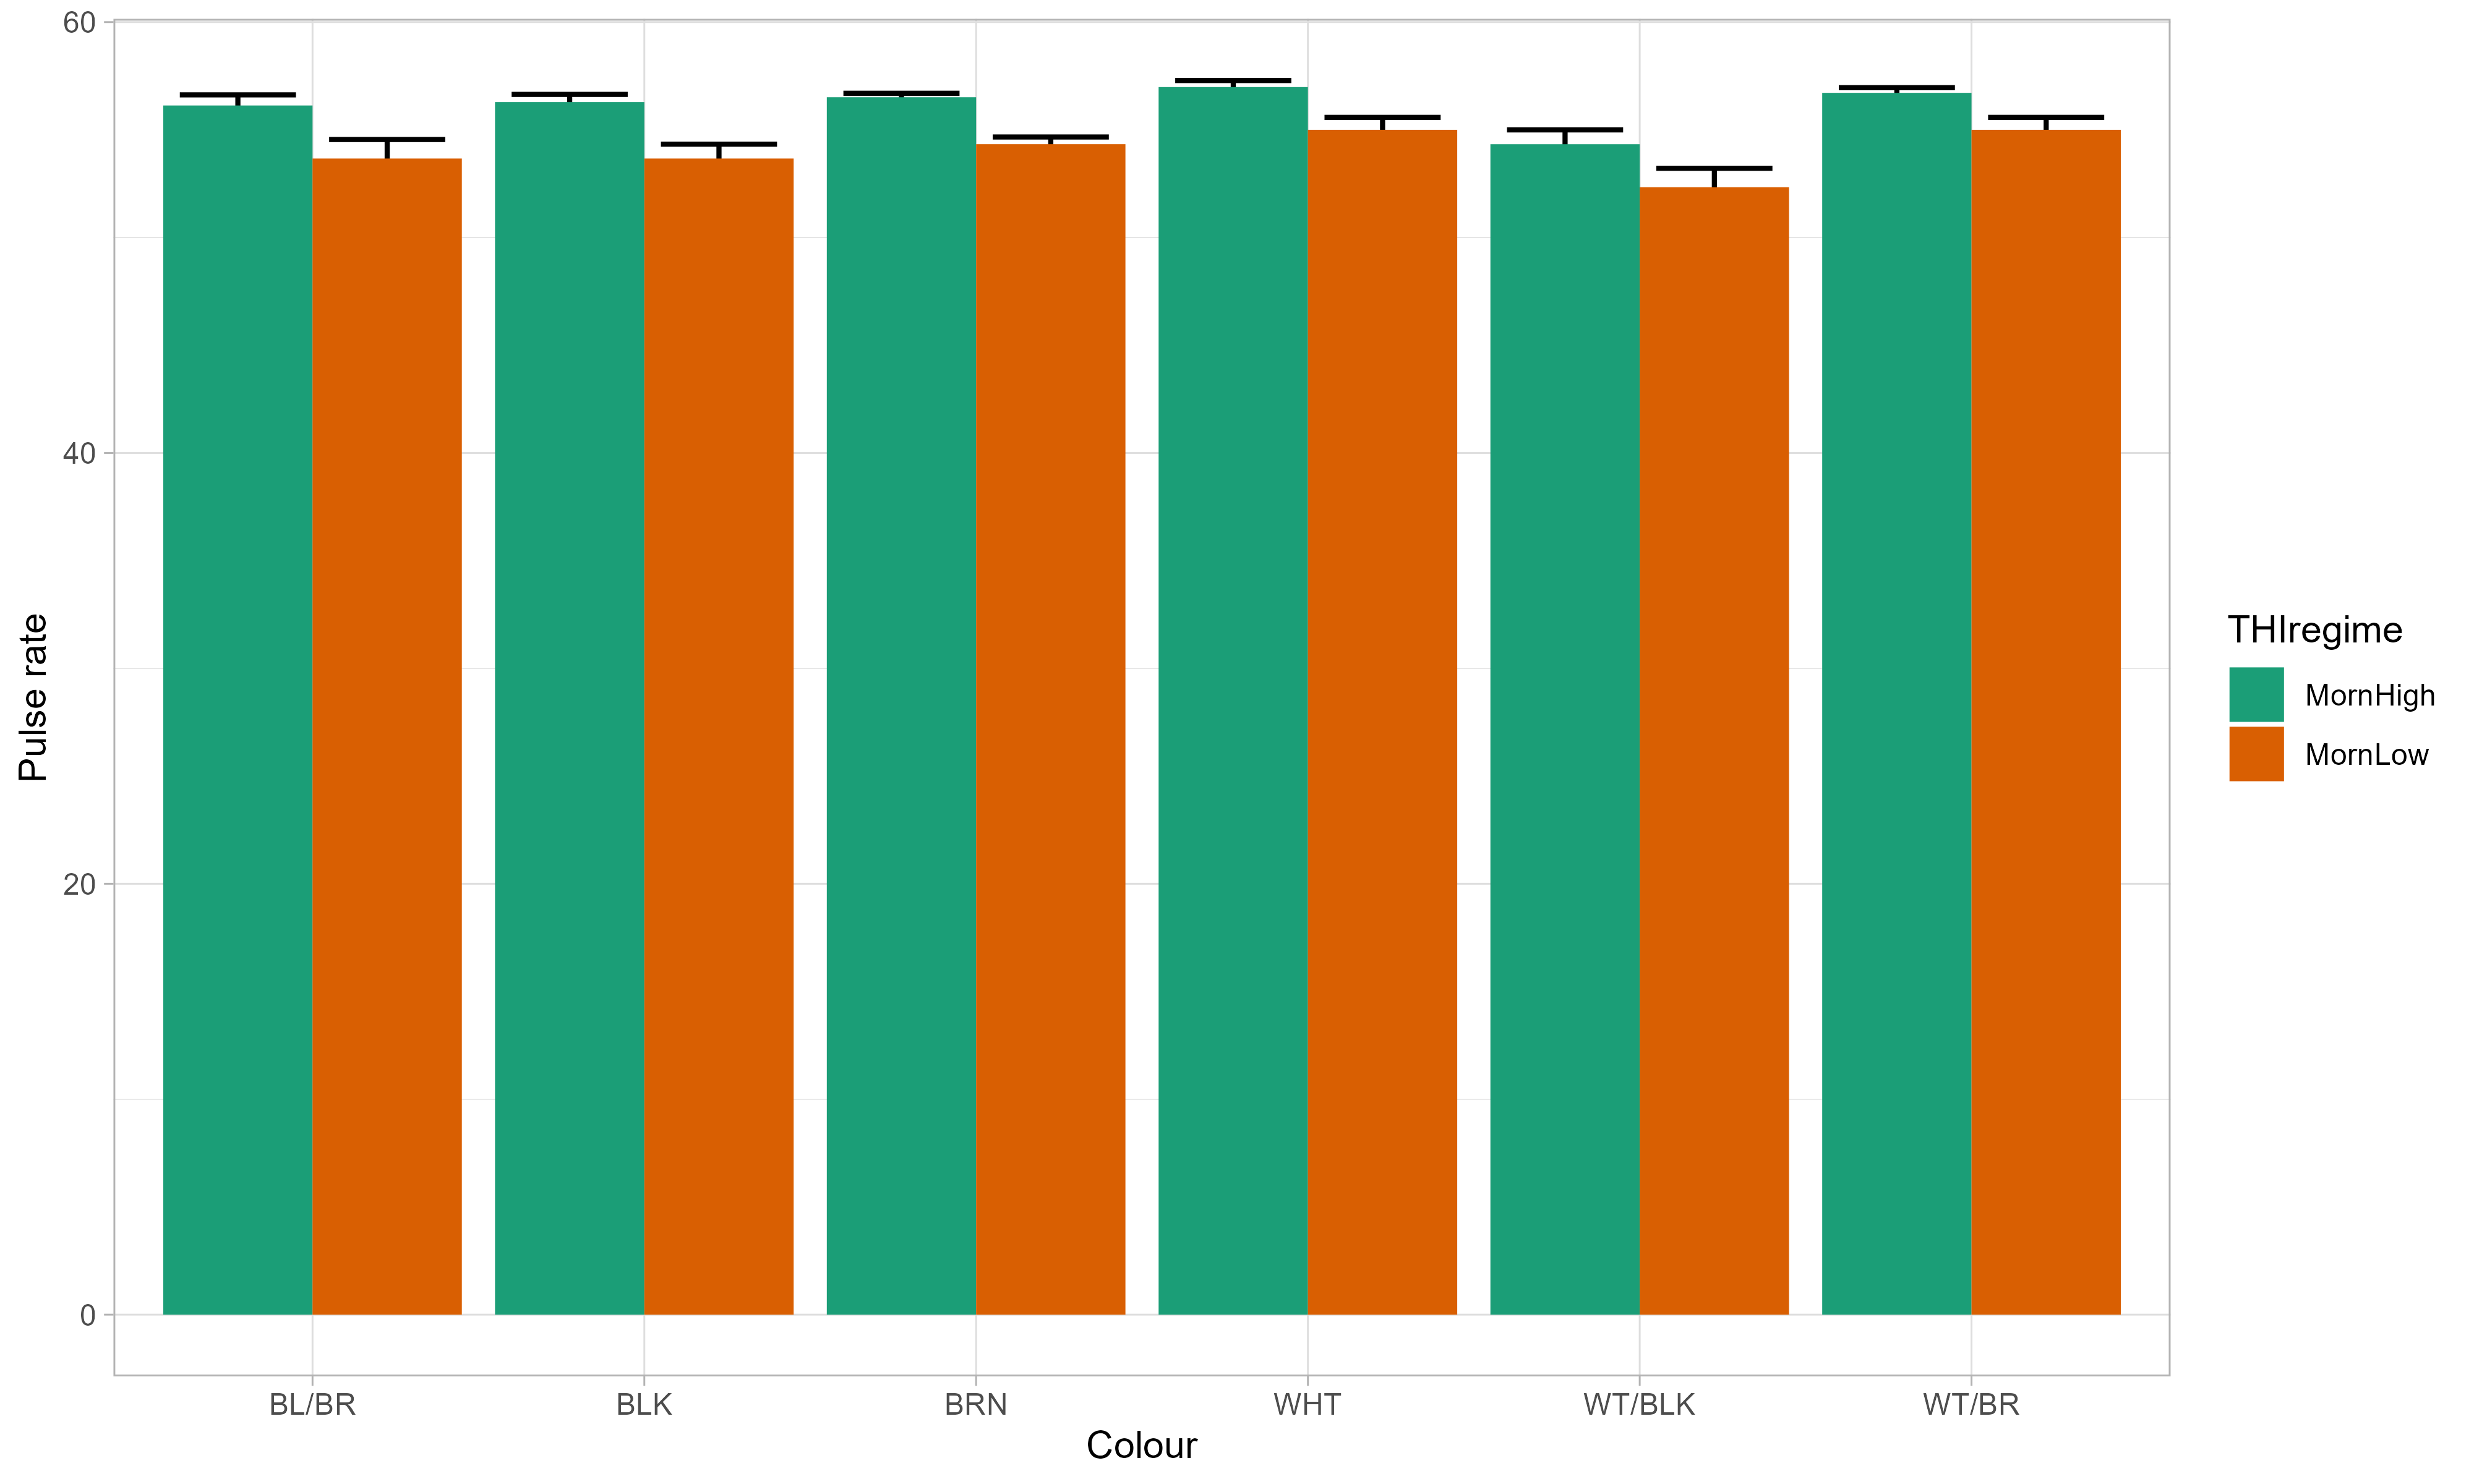 60
40
20
0
Pulse rate
BL/BR BLK BRN WHT WT/BLK WT/BR
Colour
THIregime
MornHigh
MornLow